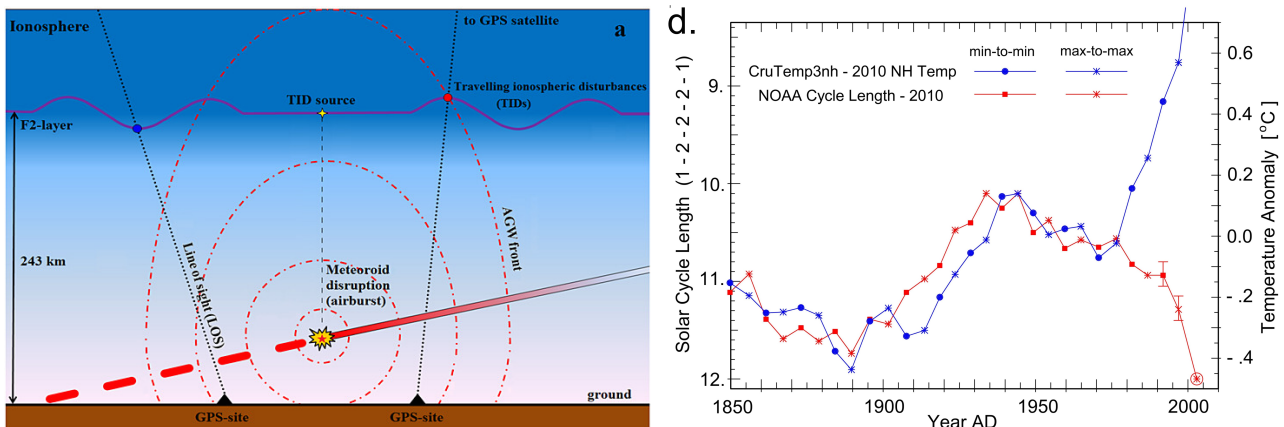 Ionosphere
to GPS satellite
a
Travelling ionospheric disturbances
(TIDs)
TID source
F2-layer
AGW front
243 km
Line of sight (LOS)
Meteoroid
disruption
(airburst)
ground
GPS-site
GPS-site
d.
min-to-min
max-to-max
CruTemp3nh - 2010 NH Temp
NOAA Cycle Length - 2010
Solar Cycle Length (1 - 2 - 2 - 2 - 1)
9.
10.
11.
12.
0.6
0.4
0.2
0.0
- .2
- .4
Temperature Anomaly [°C]
1850
1900
1950
2000
Year AD